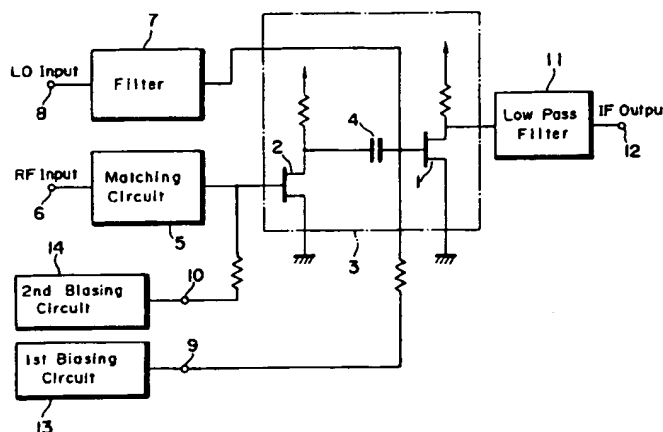 7
LO Input
8
Filter
RF Input
6
Matching
Circuit
5
2
4
1
3
11
Low Pass
Filter
IF Output
12
14
2nd Biasing
Circuit
10
1st Biasing
Circuit
13
9